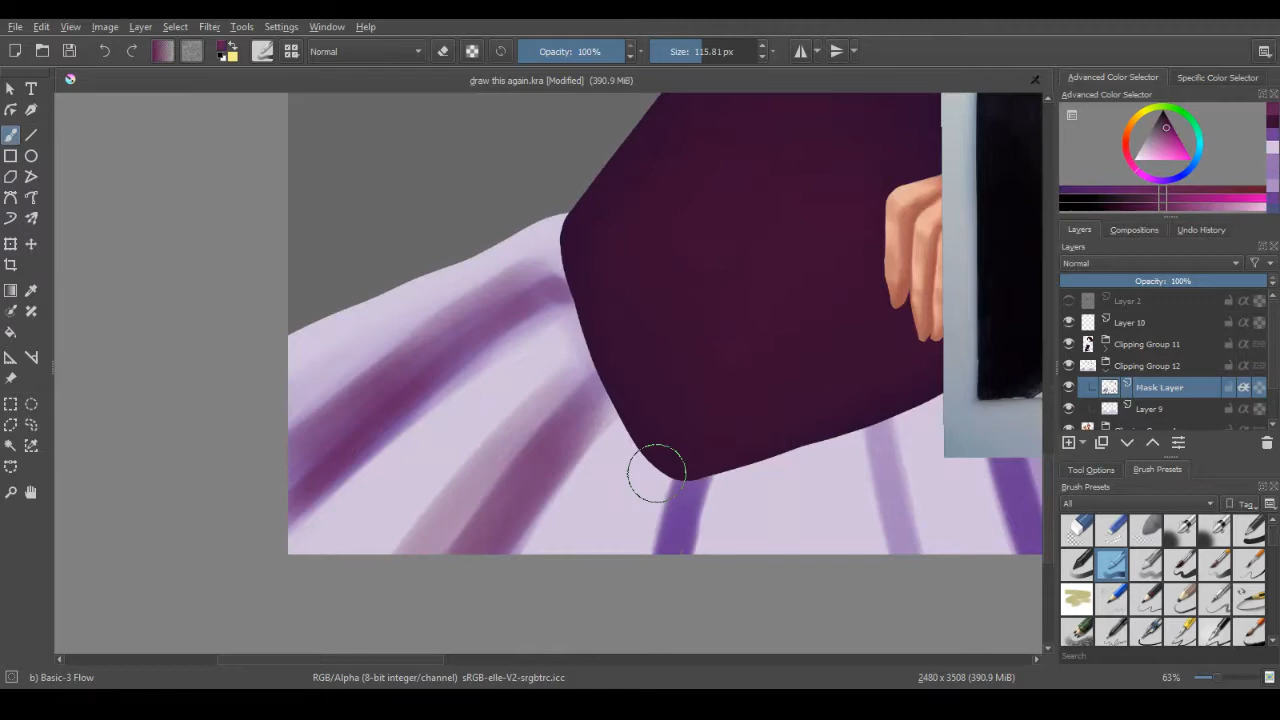 File Edit View Image Layer Select Filter Tools Settings Window Help
Normal Opacity: 100% Size: 115.81 px
draw this again.kra [Modified] (390.9 MiB)
Advanced Color Selector Specific Color Selector
Advanced Color Selector
Layers Compositions Undo History
Layers
Normal
Opacity: 100%
Layer 2
Layer 10
Clipping Group 11
Clipping Group 12
Mask Layer
Layer 9
Tool Options Brush Presets
Brush Presets
All Tag
Search
b) Basic-3 Flow RGB/Alpha (8-bit integer/channel) sRGB-elle-V2-srgbtrc.icc 2480 x 3508 (390.9 MiB) 63%